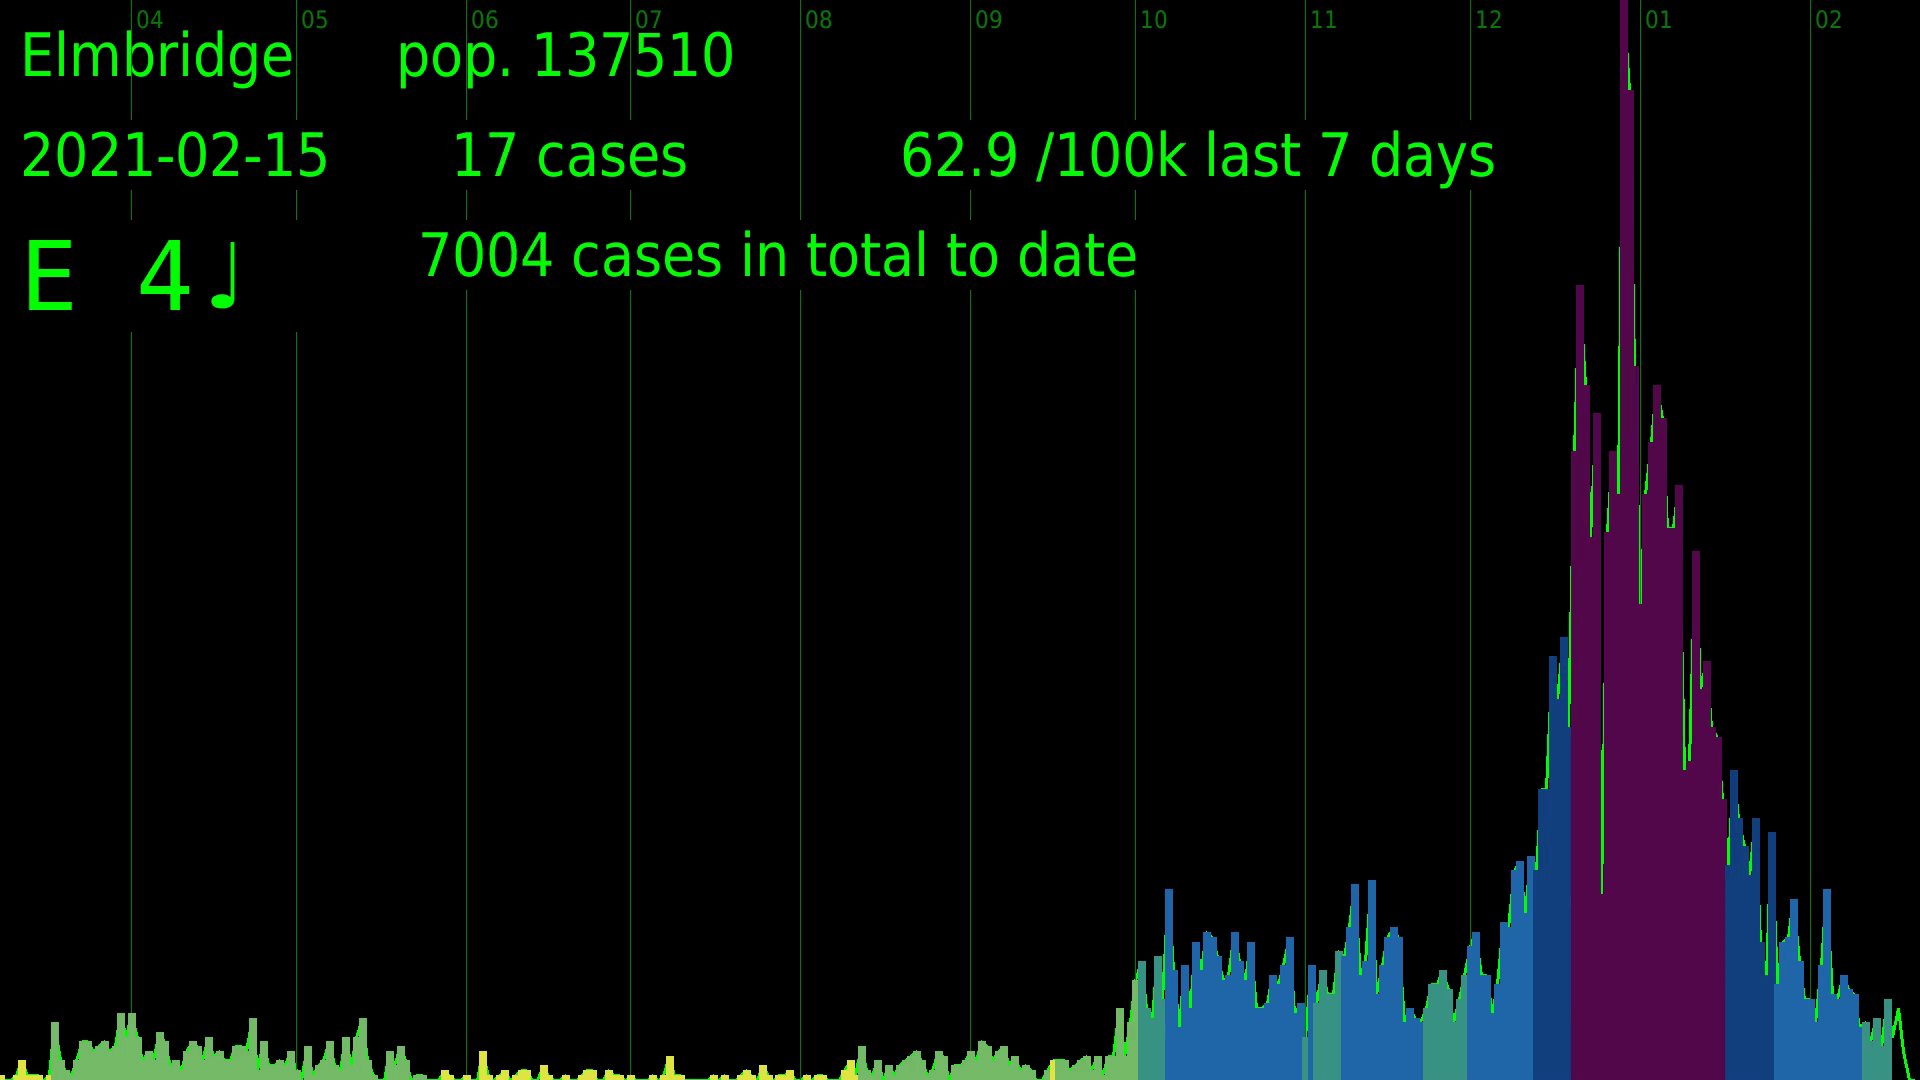 04 05 06 07 08 09 10 11 12 01 02
Elmbridge pop. 137510
2021-02-15 17 cases 62.9 /100k last 7 days
E 4♩ 7004 cases in total to date